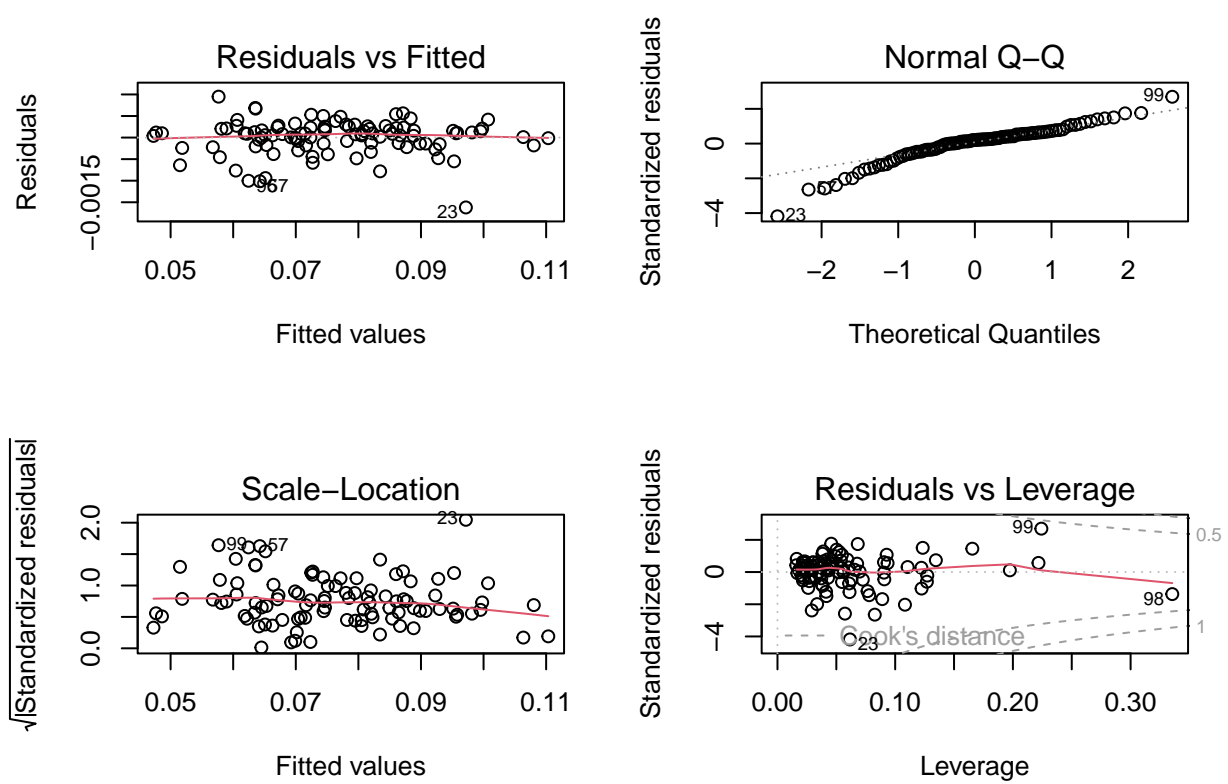 Residuals vs Fitted
Residuals
−0.0015
23
0.05 0.07 0.09 0.11
Fitted values
Normal Q−Q
Standardized residuals
−4 0
99
23
−2 −1 0 1 2
Theoretical Quantiles
Scale−Location
√|Standardized residuals|
0.0 1.0 2.0
99
57
23
0.05 0.07 0.09 0.11
Fitted values
Residuals vs Leverage
Standardized residuals
−4 0
99
98
23
Cook's distance
0.5
1
0.00 0.10 0.20 0.30
Leverage